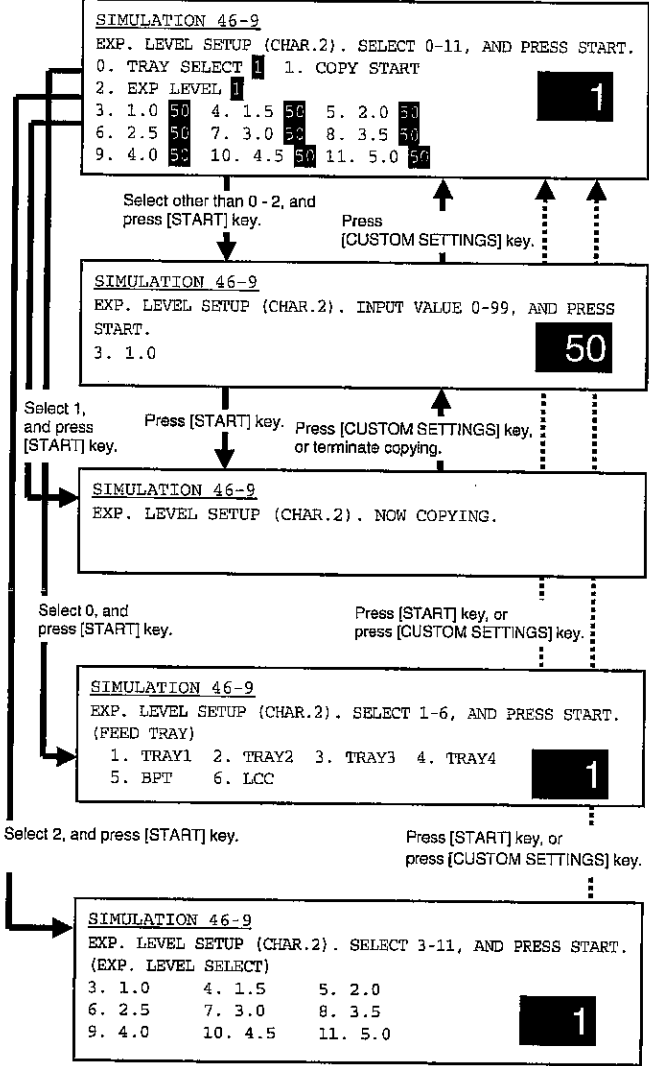 SIMULATION 46-9
EXP. LEVEL SETUP (CHAR.2). SELECT 0-11, AND PRESS START.
0. TRAY SELECT 1 1. COPY START
2. EXP LEVEL 1
1
3. 1.0 50 4. 1.5 50 5. 2.0 50
6. 2.5 50 7. 3.0 50 8. 3.5 50
9. 4.0 50 10. 4.5 50 11. 5.0 50
Select other than 0 - 2, and
press [START] key.
Press
[CUSTOM SETTINGS] key.
SIMULATION 46-9
EXP. LEVEL SETUP (CHAR.2). INPUT VALUE 0-99, AND PRESS
START.
3. 1.0
50
Select 1,
and press
[START] key.
Press [START] key.
Press [CUSTOM SETTINGS] key,
or terminate copying.
SIMULATION 46-9
EXP. LEVEL SETUP (CHAR.2). NOW COPYING.
Select 0, and
press [START] key.
Press [START] key, or
press [CUSTOM SETTINGS] key.
SIMULATION 46-9
EXP. LEVEL SETUP (CHAR.2). SELECT 1-6, AND PRESS START.
(FEED TRAY)
1. TRAY1 2. TRAY2 3. TRAY3 4. TRAY4
5. BPT 6. LCC
1
Select 2, and press [START] key.
Press [START] key, or
press [CUSTOM SETTINGS] key.
SIMULATION 46-9
EXP. LEVEL SETUP (CHAR.2). SELECT 3-11, AND PRESS START.
(EXP. LEVEL SELECT)
3. 1.0 4. 1.5 5. 2.0
6. 2.5 7. 3.0 8. 3.5
9. 4.0 10. 4.5 11. 5.0
1